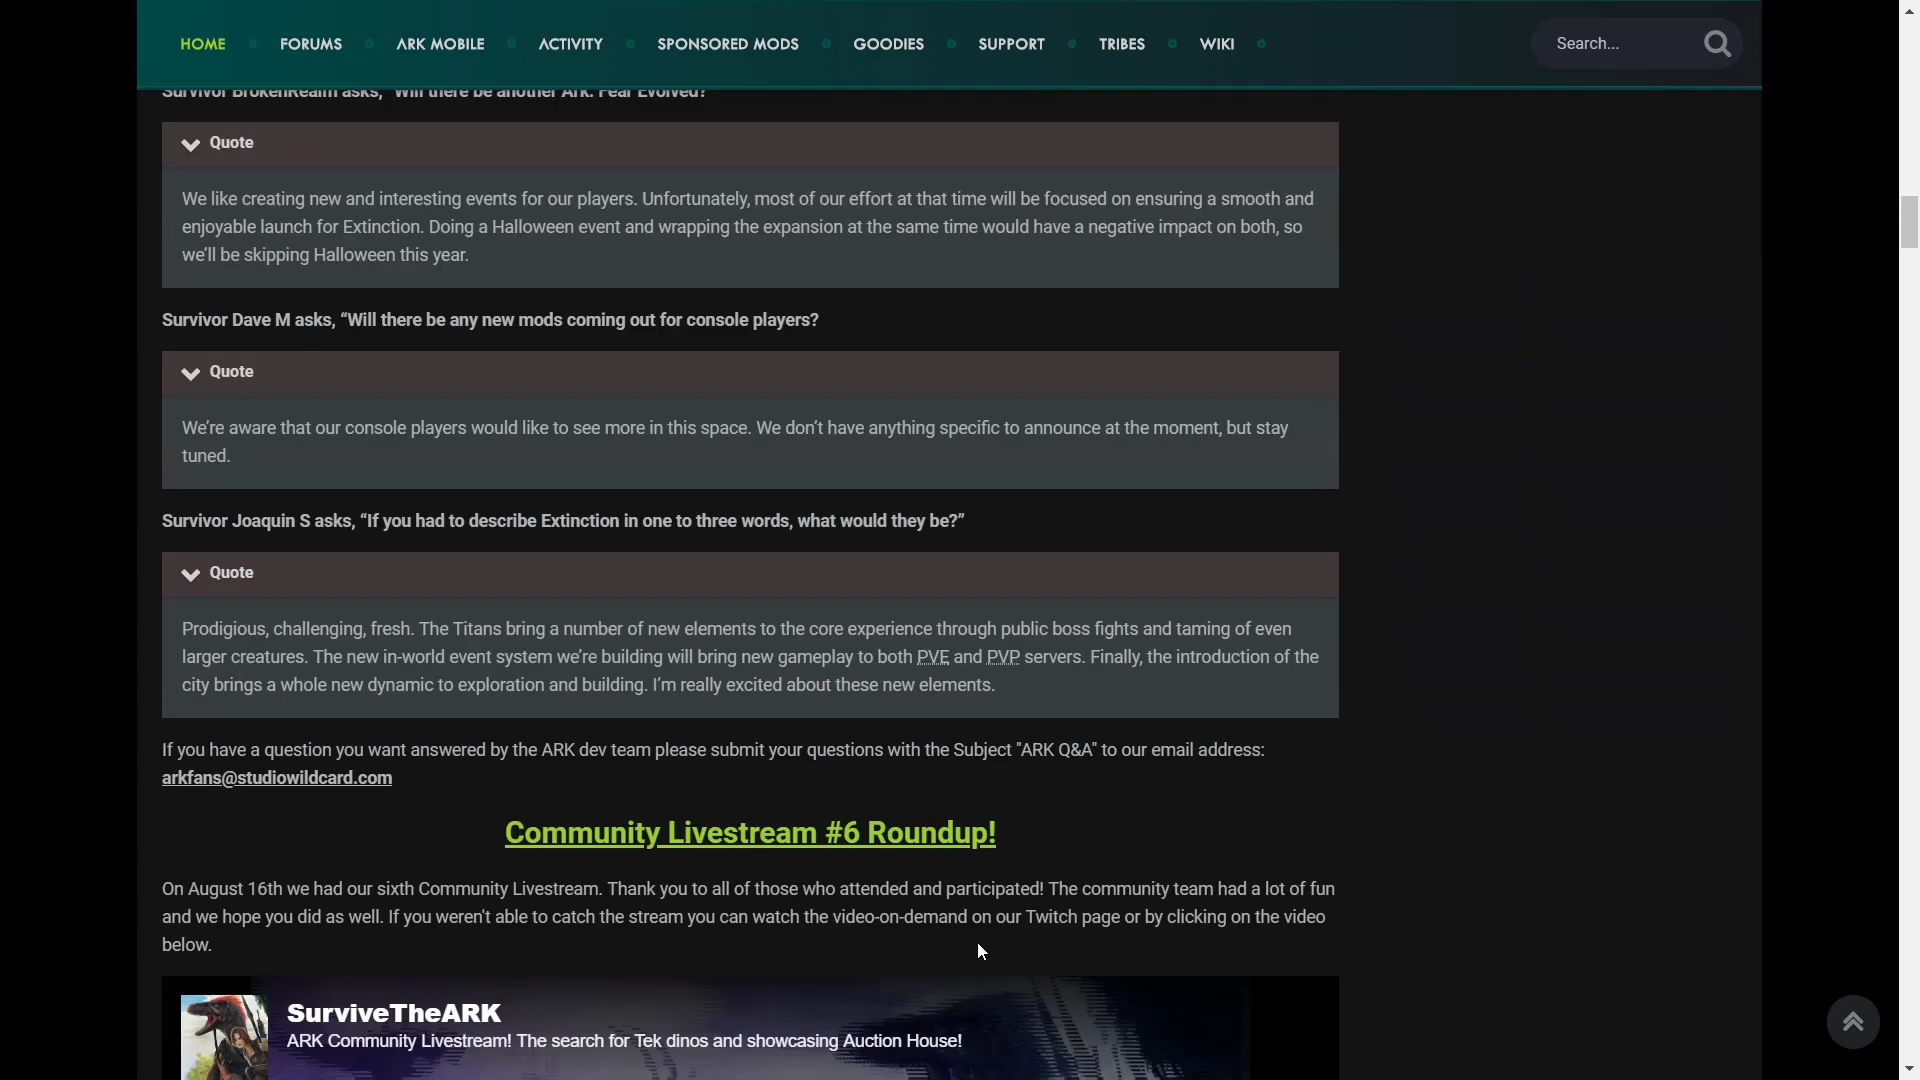 HOME FORUMS ARK MOBILE ACTIVITY SPONSORED MODS GOODIES SUPPORT TRIBES WIKI Search...
Survivor BrokenRealm asks, “Will there be another Ark: Fear Evolved?
Quote
We like creating new and interesting events for our players. Unfortunately, most of our effort at that time will be focused on ensuring a smooth and
enjoyable launch for Extinction. Doing a Halloween event and wrapping the expansion at the same time would have a negative impact on both, so
we’ll be skipping Halloween this year.
Survivor Dave M asks, “Will there be any new mods coming out for console players?
Quote
We’re aware that our console players would like to see more in this space. We don’t have anything specific to announce at the moment, but stay
tuned.
Survivor Joaquin S asks, “If you had to describe Extinction in one to three words, what would they be?”
Quote
Prodigious, challenging, fresh. The Titans bring a number of new elements to the core experience through public boss fights and taming of even
larger creatures. The new in-world event system we’re building will bring new gameplay to both PVE and PVP servers. Finally, the introduction of the
city brings a whole new dynamic to exploration and building. I’m really excited about these new elements.
If you have a question you want answered by the ARK dev team please submit your questions with the Subject "ARK Q&A" to our email address:
arkfans@studiowildcard.com
Community Livestream #6 Roundup!
On August 16th we had our sixth Community Livestream. Thank you to all of those who attended and participated! The community team had a lot of fun
and we hope you did as well. If you weren't able to catch the stream you can watch the video-on-demand on our Twitch page or by clicking on the video
below.
SurviveTheARK
ARK Community Livestream! The search for Tek dinos and showcasing Auction House!